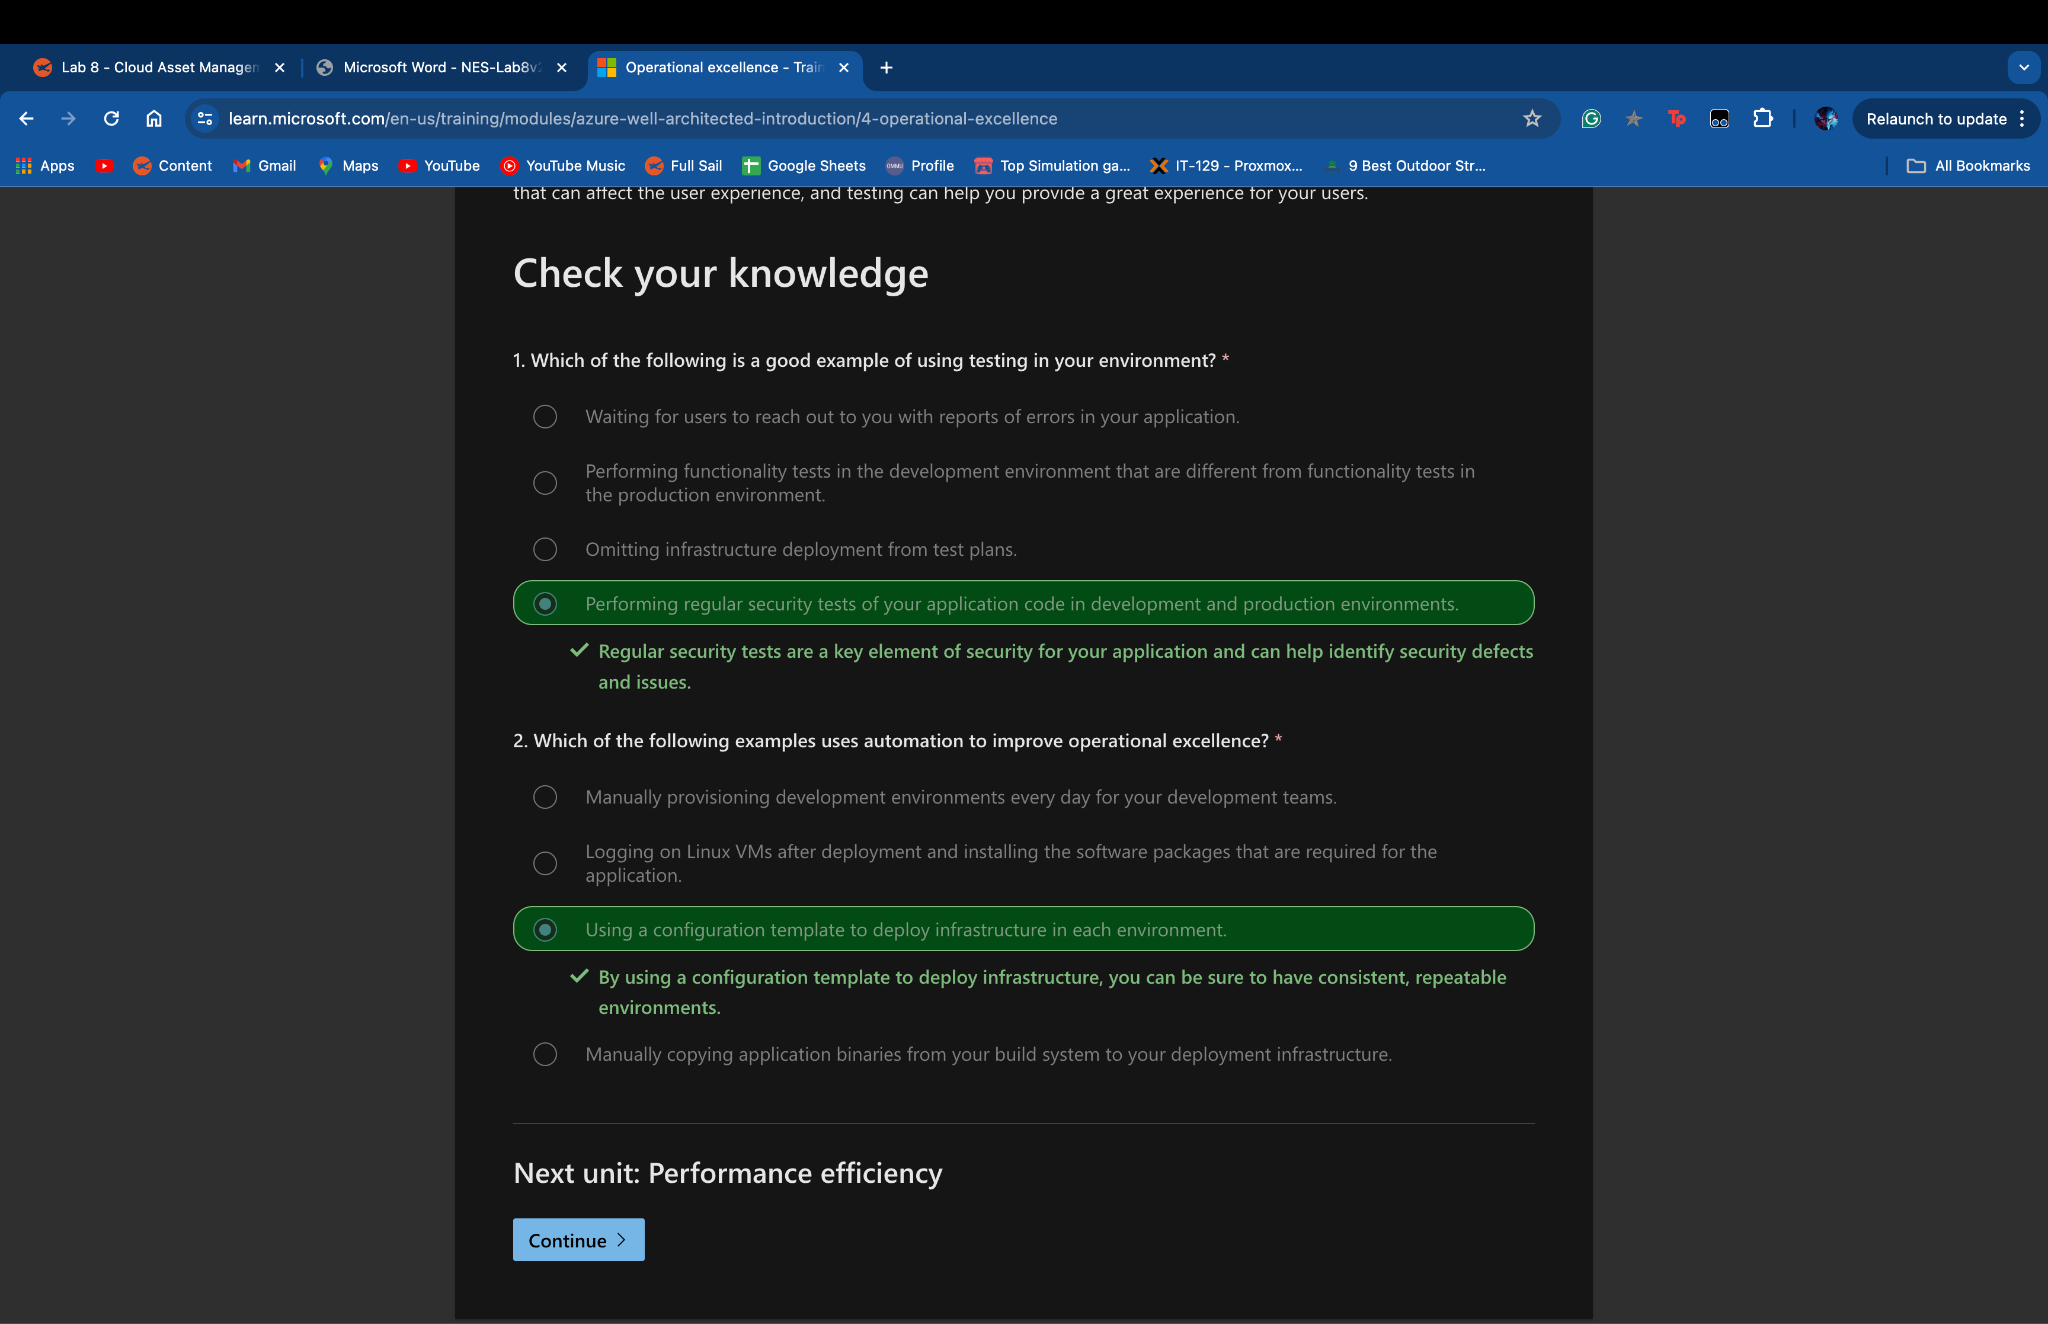 Lab 8 - Cloud Asset Managem
Microsoft Word - NES-Lab8v
Operational excellence - Train
learn.microsoft.com/en-us/training/modules/azure-well-architected-introduction/4-operational-excellence
Relaunch to update
Apps
Content
Gmail
Maps
YouTube
YouTube Music
Full Sail
Google Sheets
Profile
Top Simulation ga...
IT-129 - Proxmox...
9 Best Outdoor Str...
All Bookmarks
that can affect the user experience, and testing can help you provide a great experience for your users.
Check your knowledge
1. Which of the following is a good example of using testing in your environment? *
Waiting for users to reach out to you with reports of errors in your application.
Performing functionality tests in the development environment that are different from functionality tests in
the production environment.
Omitting infrastructure deployment from test plans.
Performing regular security tests of your application code in development and production environments.
Regular security tests are a key element of security for your application and can help identify security defects
and issues.
2. Which of the following examples uses automation to improve operational excellence? *
Manually provisioning development environments every day for your development teams.
Logging on Linux VMs after deployment and installing the software packages that are required for the
application.
Using a configuration template to deploy infrastructure in each environment.
By using a configuration template to deploy infrastructure, you can be sure to have consistent, repeatable
environments.
Manually copying application binaries from your build system to your deployment infrastructure.
Next unit: Performance efficiency
Continue